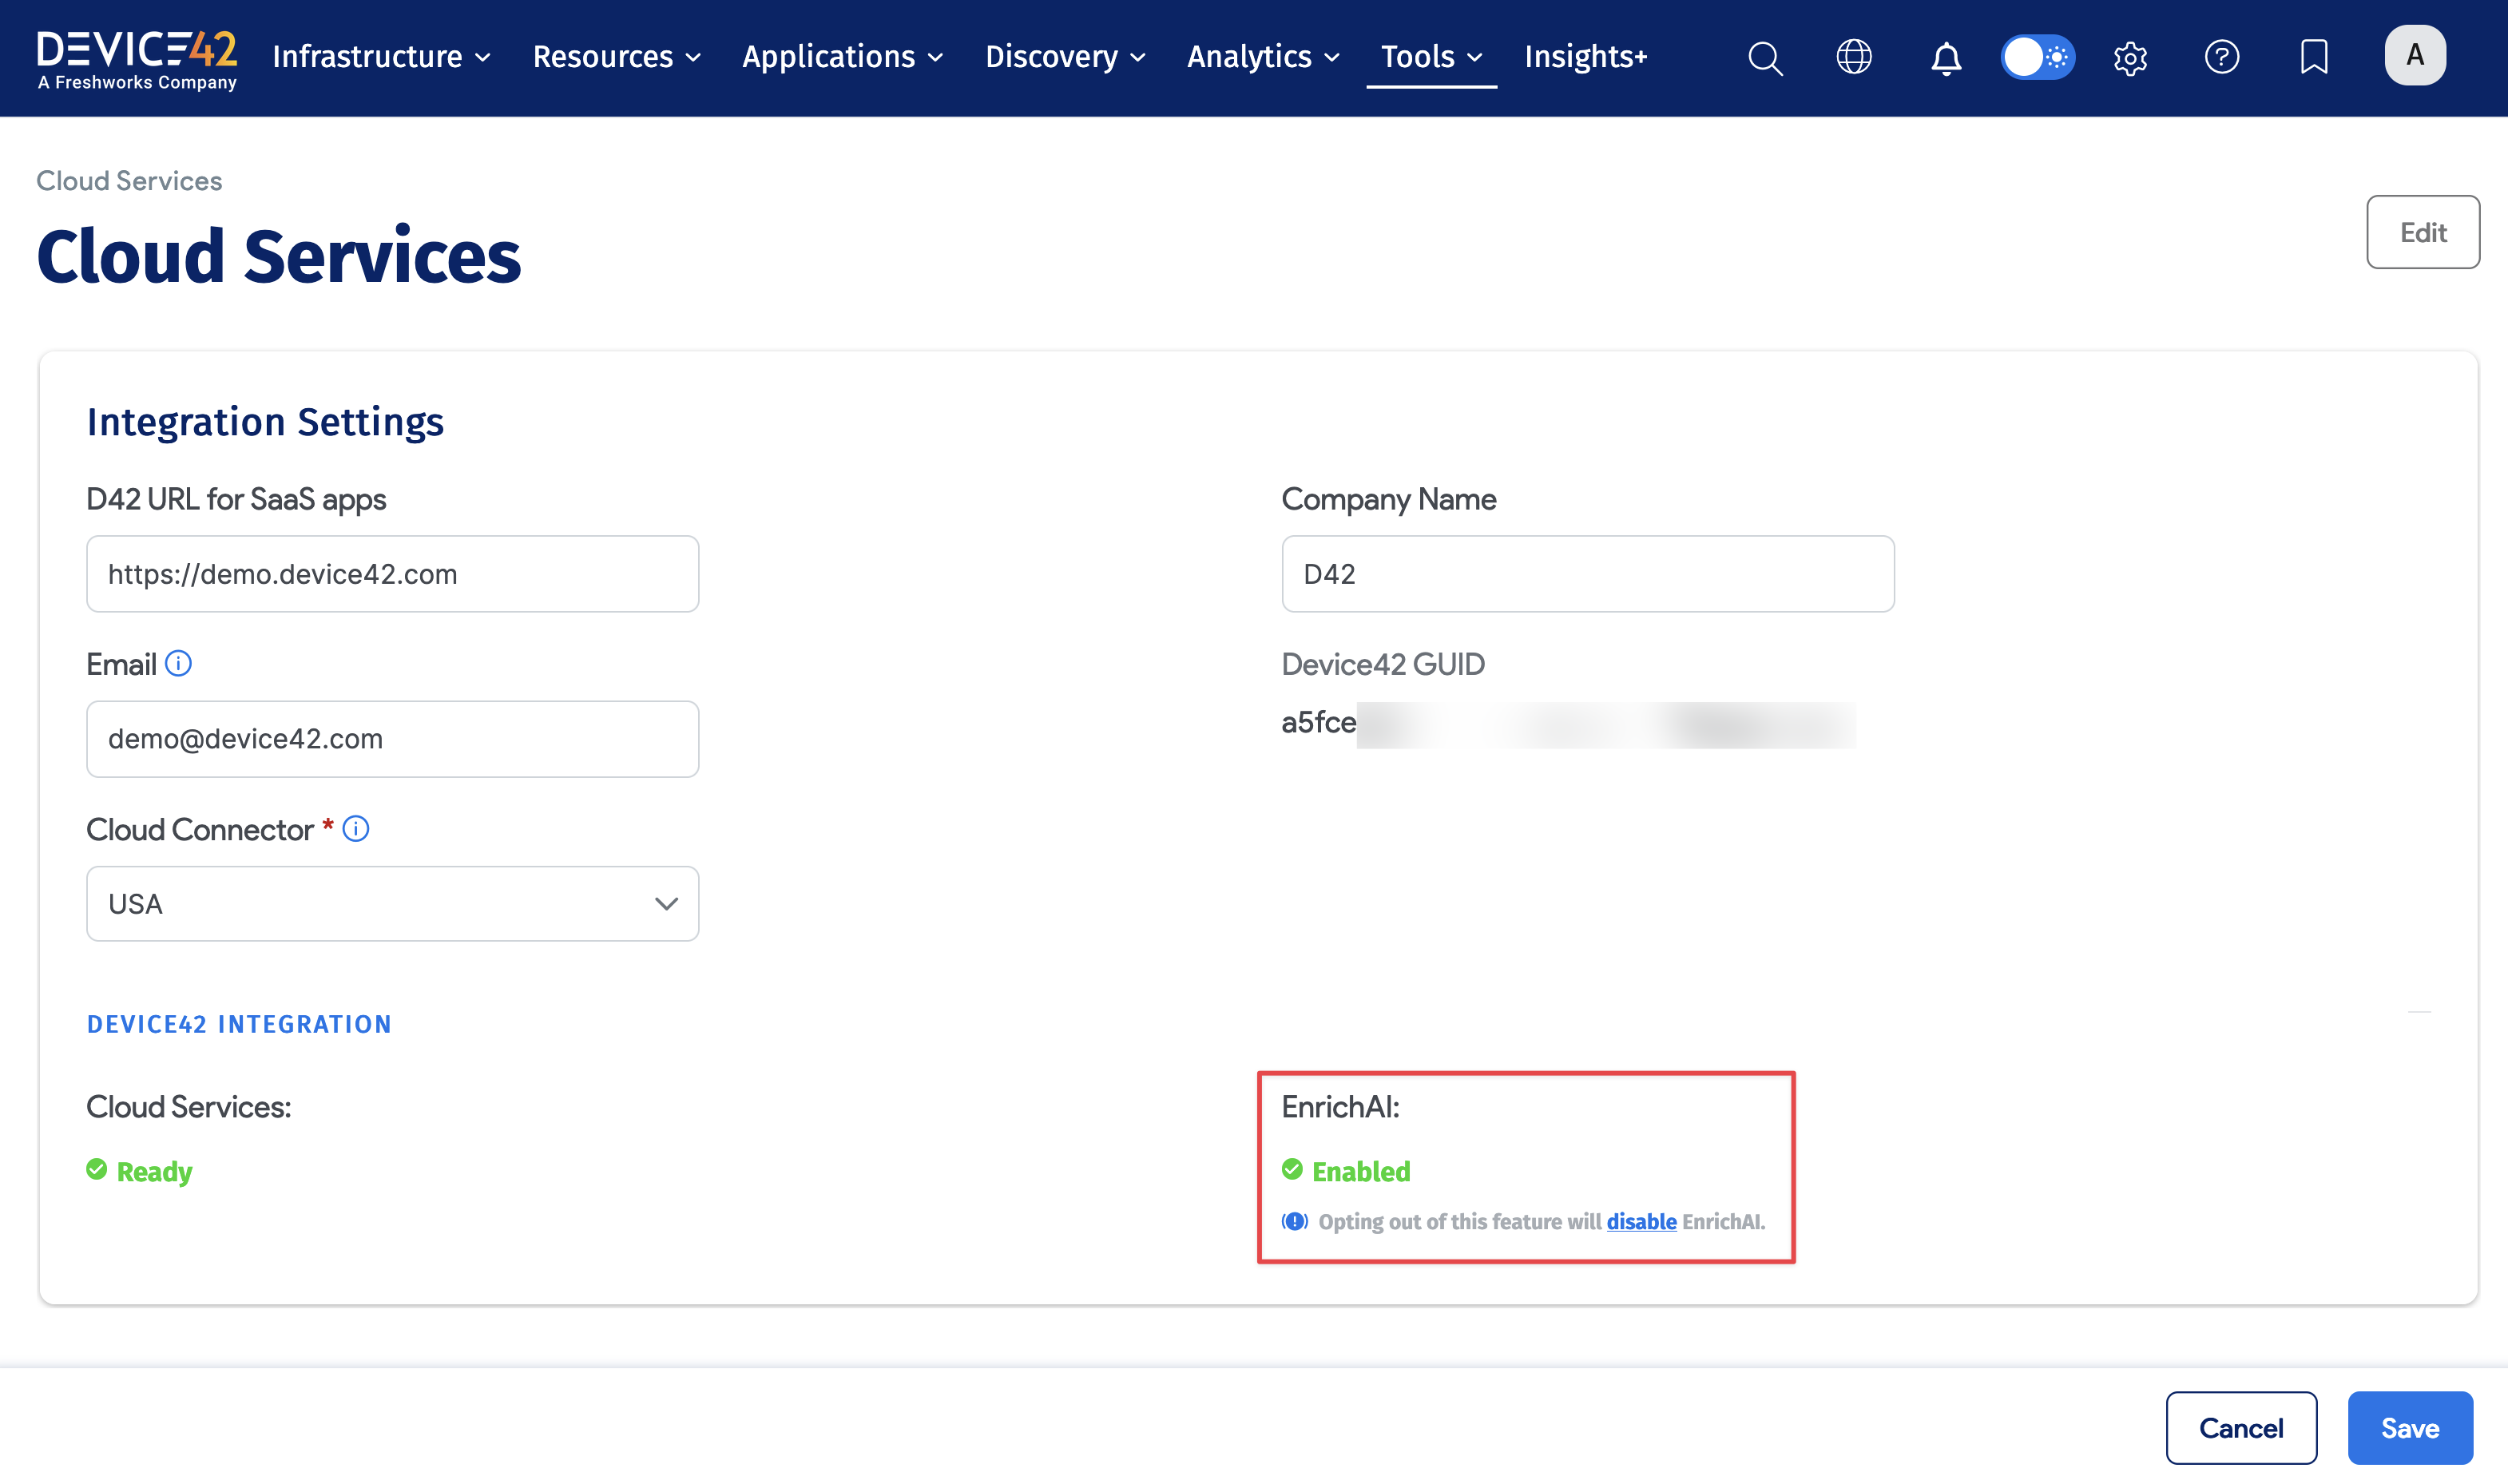 DEVICE42
A Freshworks Company
Infrastructure
Resources
Applications
Discovery
Analytics
Tools
Insights+
A
Cloud Services
Cloud Services
Edit
Integration Settings
D42 URL for SaaS apps
Company Name
https://demo.device42.com
D42
Email
Device42 GUID
demo@device42.com
a5fce
Cloud Connector *
USA
DEVICE42 INTEGRATION
Cloud Services:
EnrichAI:
Ready
Enabled
Opting out of this feature will disable EnrichAI.
Cancel
Save